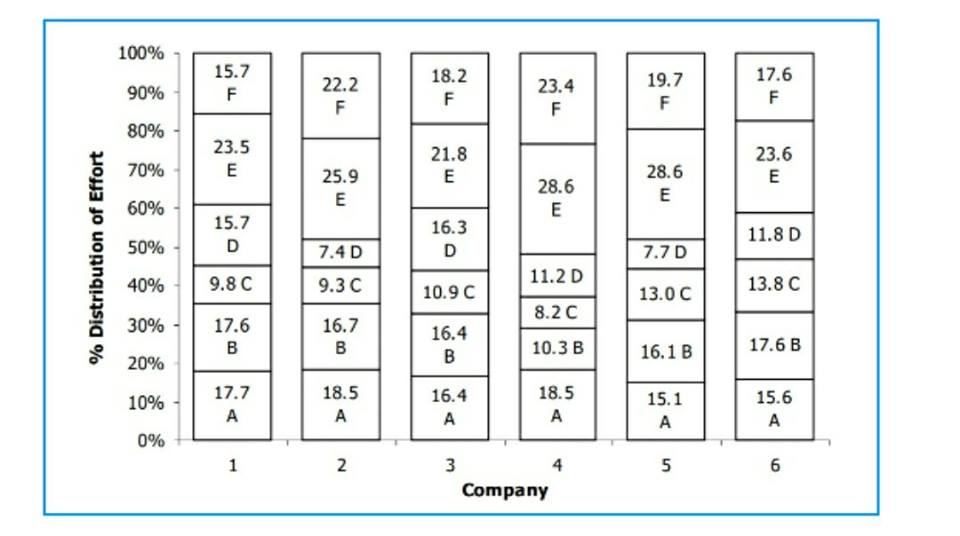 % Distribution of Effort
100%
90%
80%
70%
60%
50%
40%
30%
20%
10%
0%
15.7
F
23.5
E
15.7
D
9.8 C
17.6
B
17.7
A
22.2
F
25.9
E
7.4 D
9.3 C
16.7
B
18.5
A
18.2
F
21.8
E
16.3
D
10.9 C
16.4
B
16.4
A
23.4
F
28.6
E
11.2 D
8.2 C
10.3 B
18.5
A
19.7
F
28.6
E
7.7 D
13.0 C
16.1 B
15.1
A
17.6
F
23.6
E
11.8 D
13.8 C
17.6 B
15.6
A
1
2
3
4
5
6
Company